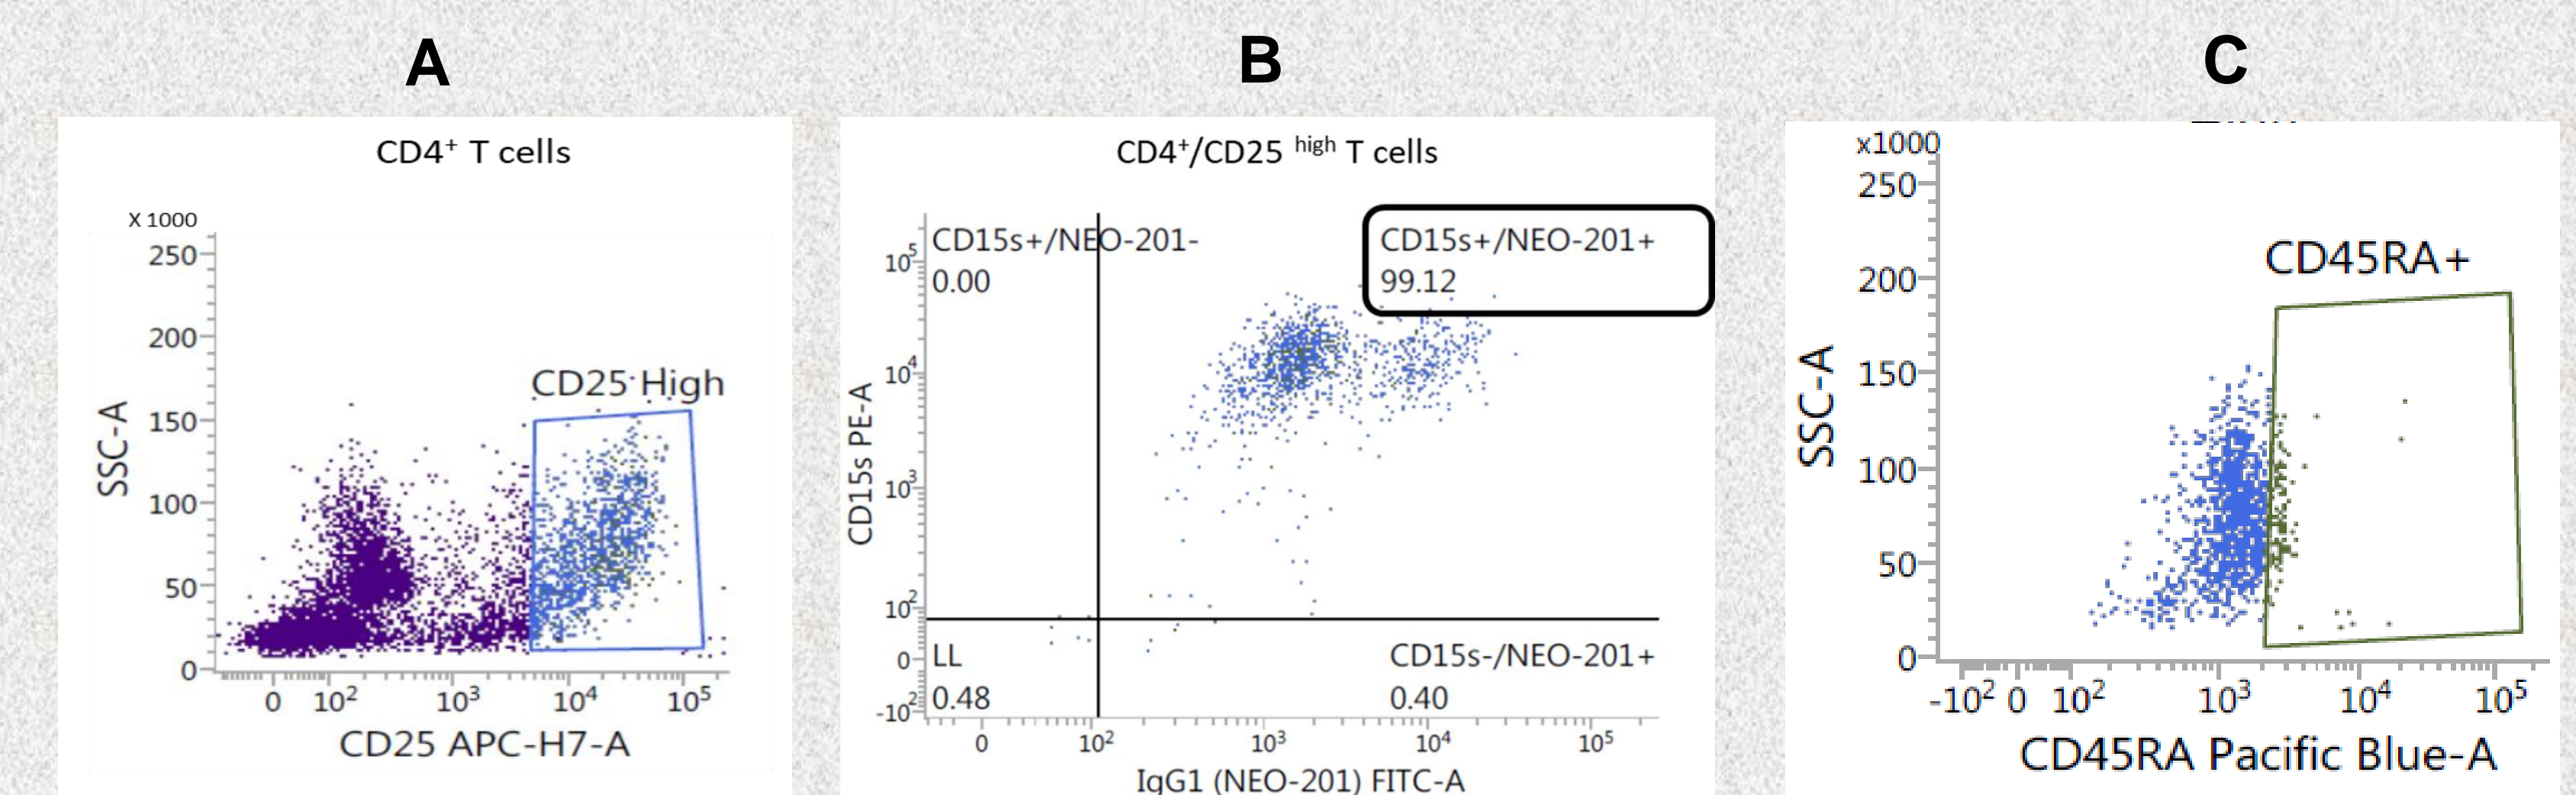 A
B
C
CD4⁺ T cells
X 1000
250
200
150
100
50
0
SSC-A
CD25 High
0 10² 10³ 10⁴ 10⁵
CD25 APC-H7-A
CD4⁺/CD25 ʰⁱᵍʰ T cells
CD15s+/NEO-201-
0.00
CD15s+/NEO-201+
99.12
10⁵
10⁴
10³
10²
0
-10²
CD15s PE-A
LL
0.48
CD15s-/NEO-201+
0.40
0 10² 10³ 10⁴ 10⁵
IgG1 (NEO-201) FITC-A
x1000
250
200
150
100
50
0
SSC-A
CD45RA+
-10² 0 10² 10³ 10⁴ 10⁵
CD45RA Pacific Blue-A